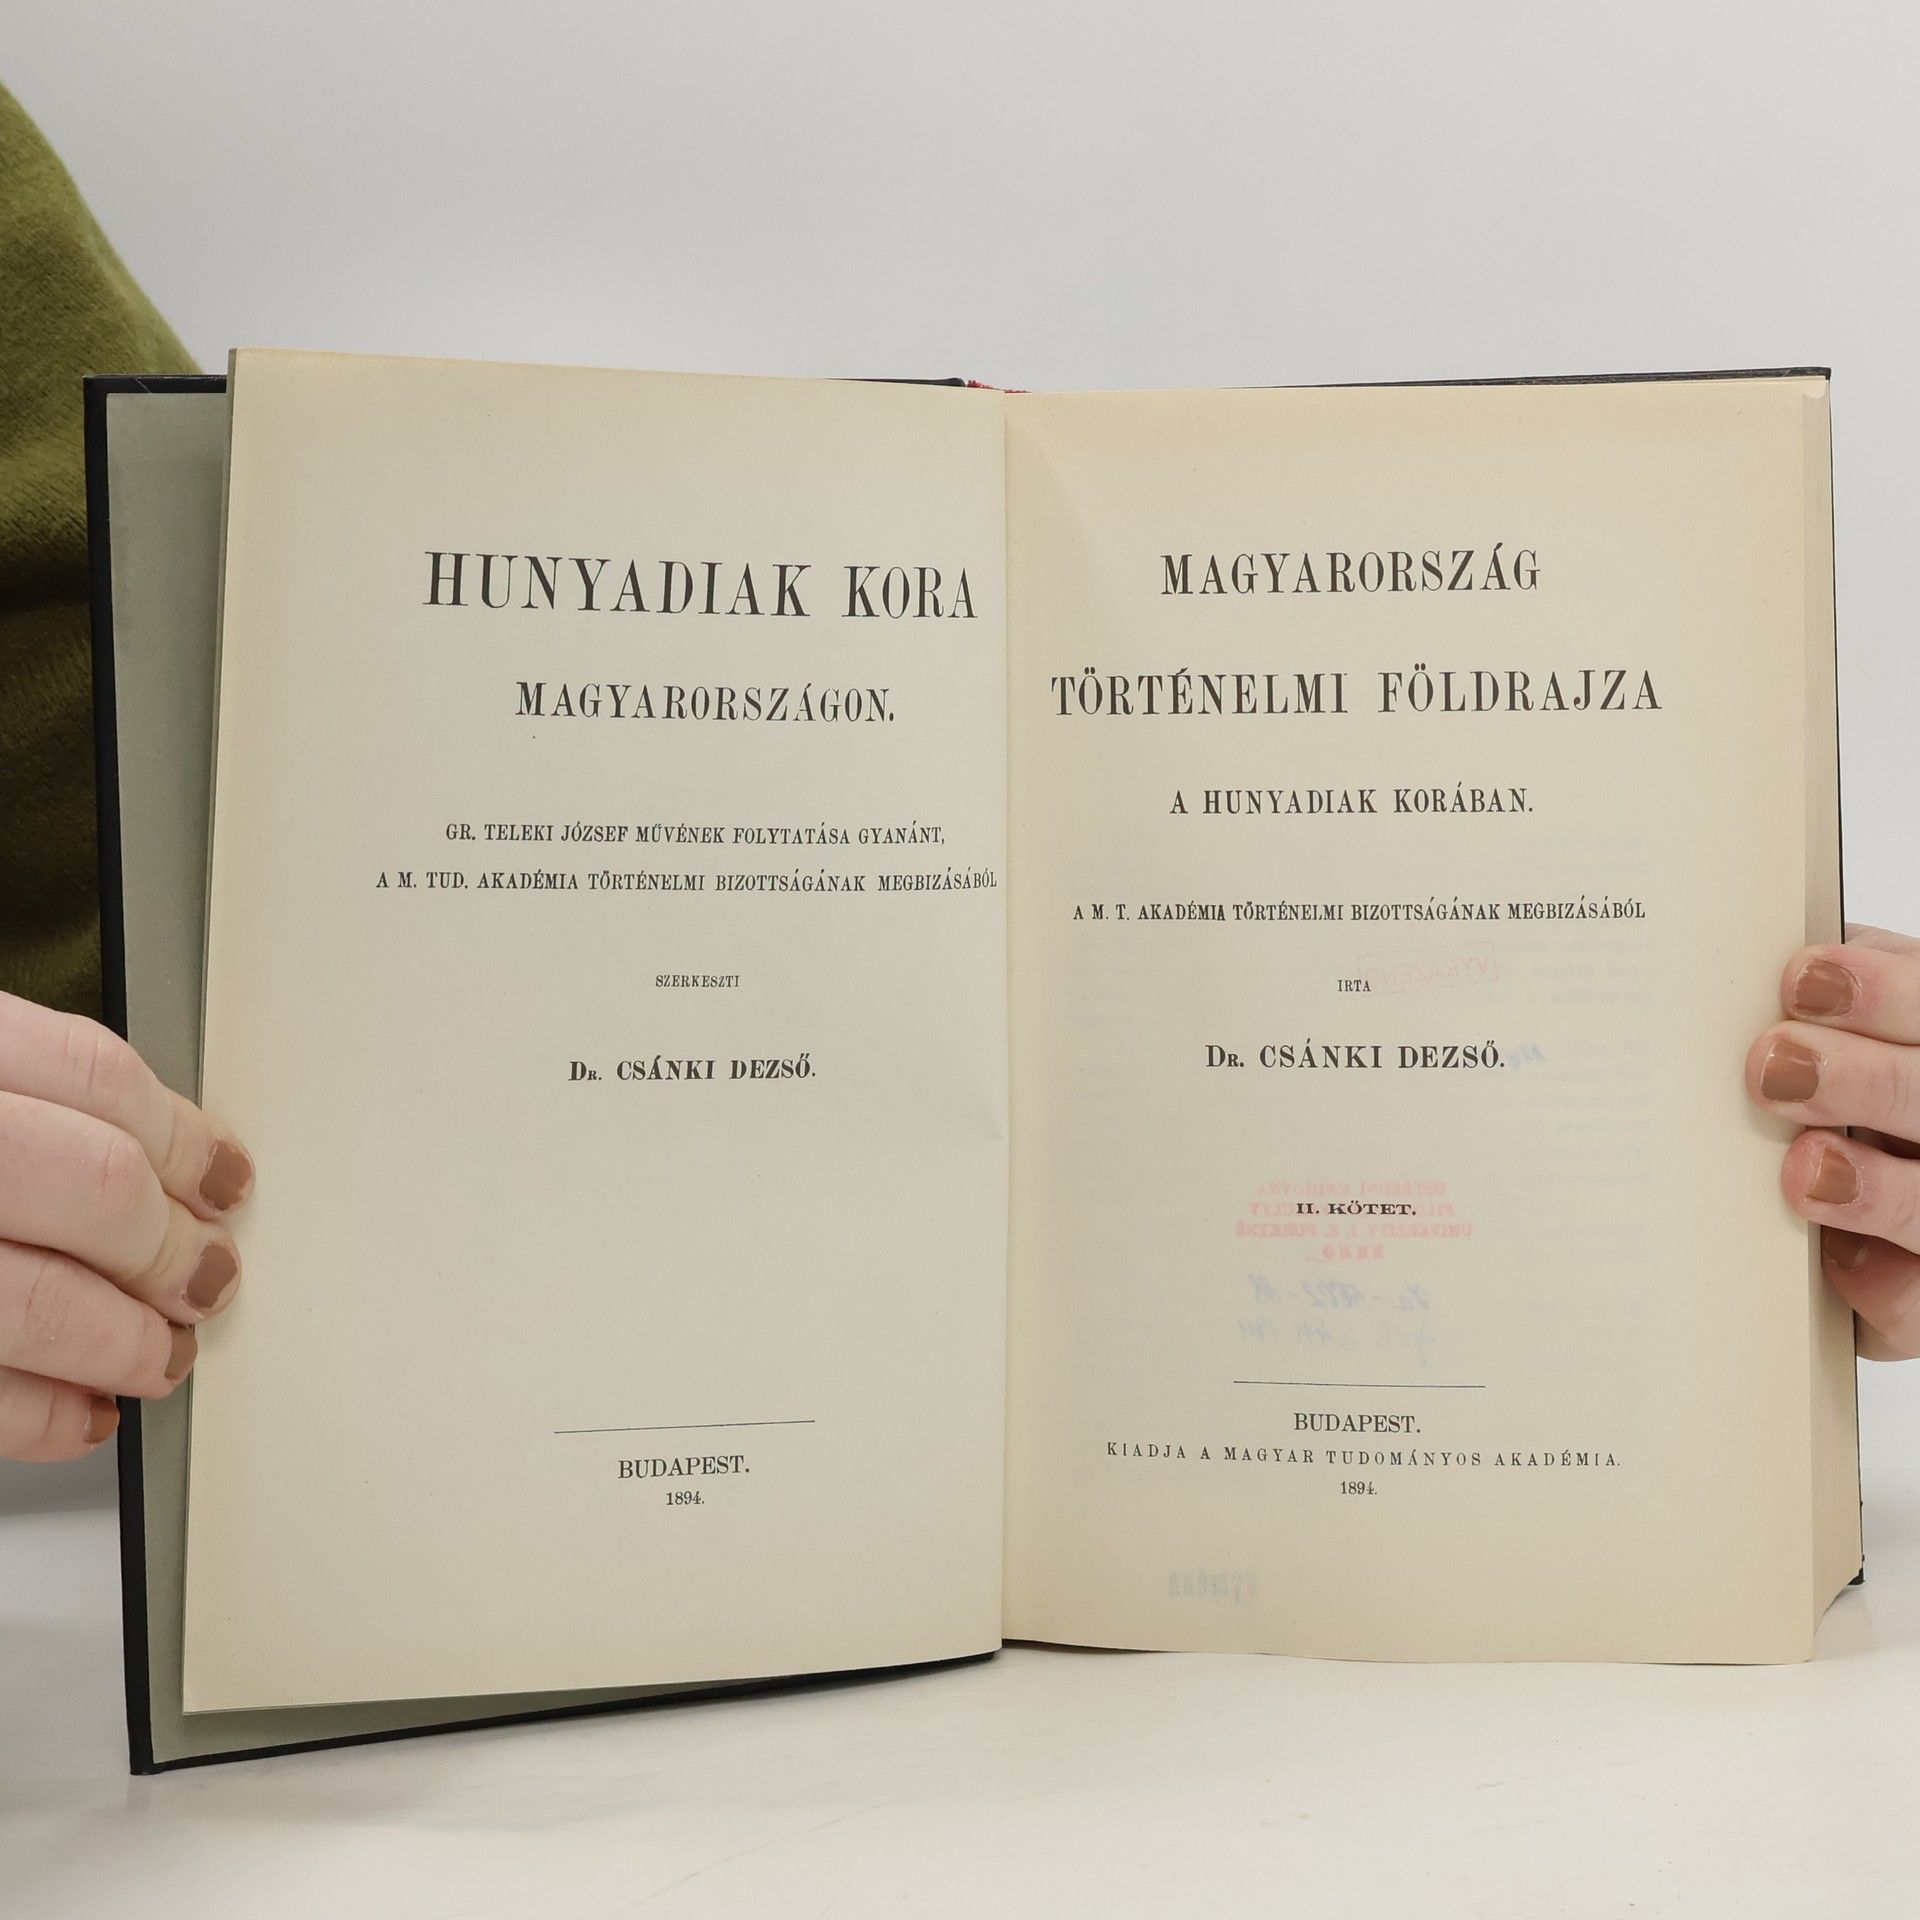 HUNYADIAK KORA
MAGYARORSZÁGON.
GR. TELEKI JÓZSEF MŰVÉNEK FOLYTATÁSA GYANÁNT,
A M. TUD. AKADÉMIA TÖRTÉNELMI BIZOTTSÁGÁNAK MEGBIZÁSÁBÓL
SZERKESZTI
DR. CSÁNKI DEZSŐ.
BUDAPEST.
1894.
MAGYARORSZÁG
TÖRTÉNELMI FÖLDRAJZA
A HUNYADIAK KORÁBAN.
A M. T. AKADÉMIA TÖRTÉNELMI BIZOTTSÁGÁNAK MEGBIZÁSÁBÓL
VYŘAZENO
IRTA
DR. CSÁNKI DEZSŐ.
II. KÖTET.
BUDAPEST.
KIADJA A MAGYAR TUDOMÁNYOS AKADÉMIA.
1894.